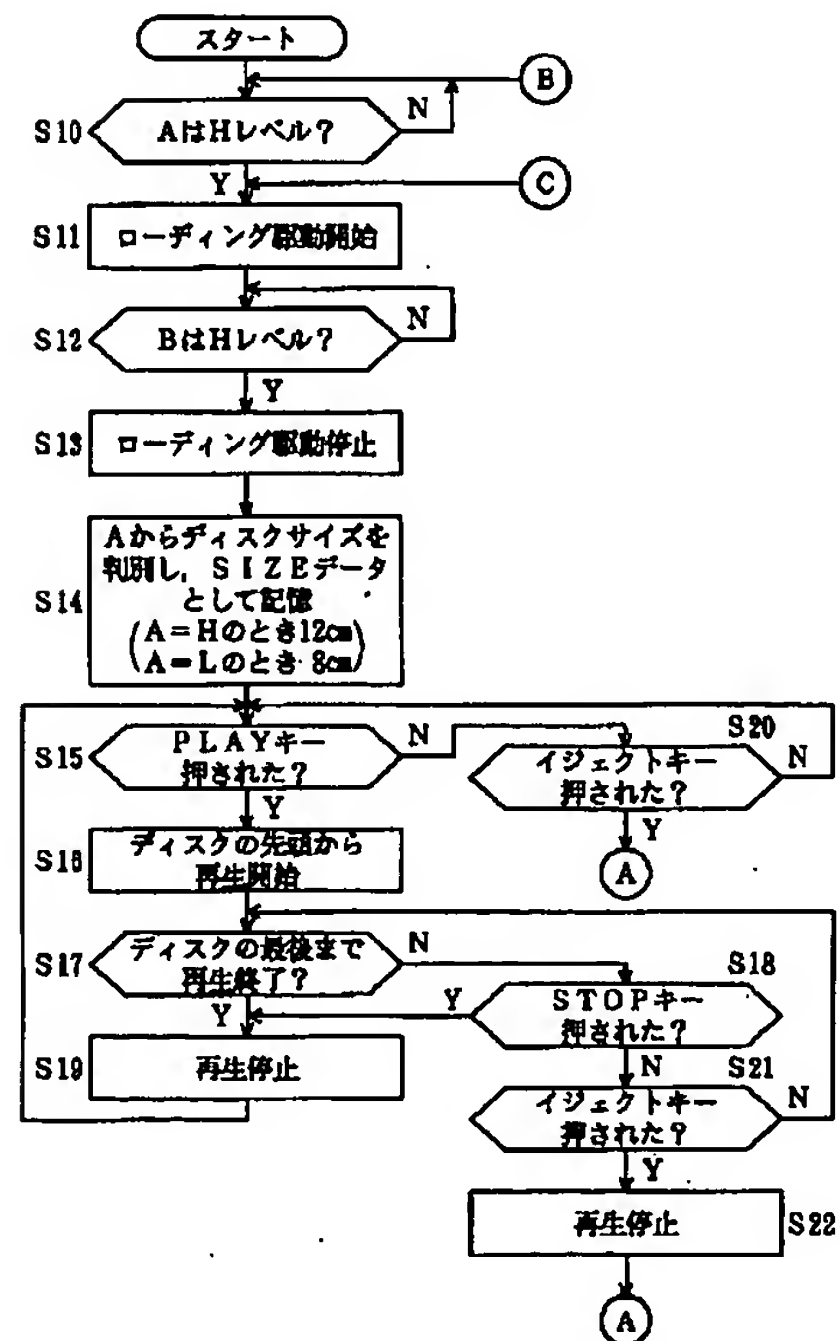 スタート
B
S10
AはHレベル？
N
Y
C
S11
ローディング駆動開始
S12
BはHレベル？
N
Y
S13
ローディング駆動停止
S14
Aからディスクサイズを
判別し，SIZEデータ
として記憶
(A＝Hのとき12cm)
(A＝Lのとき 8cm)
S15
PLAYキー
押された？
N
Y
S20
イジェクトキー
押された？
N
Y
A
S16
ディスクの先頭から
再生開始
S17
ディスクの最後まで
再生終了？
N
Y
S18
STOPキー
押された？
Y
N
S19
再生停止
S21
イジェクトキー
押された？
N
Y
再生停止
S22
A